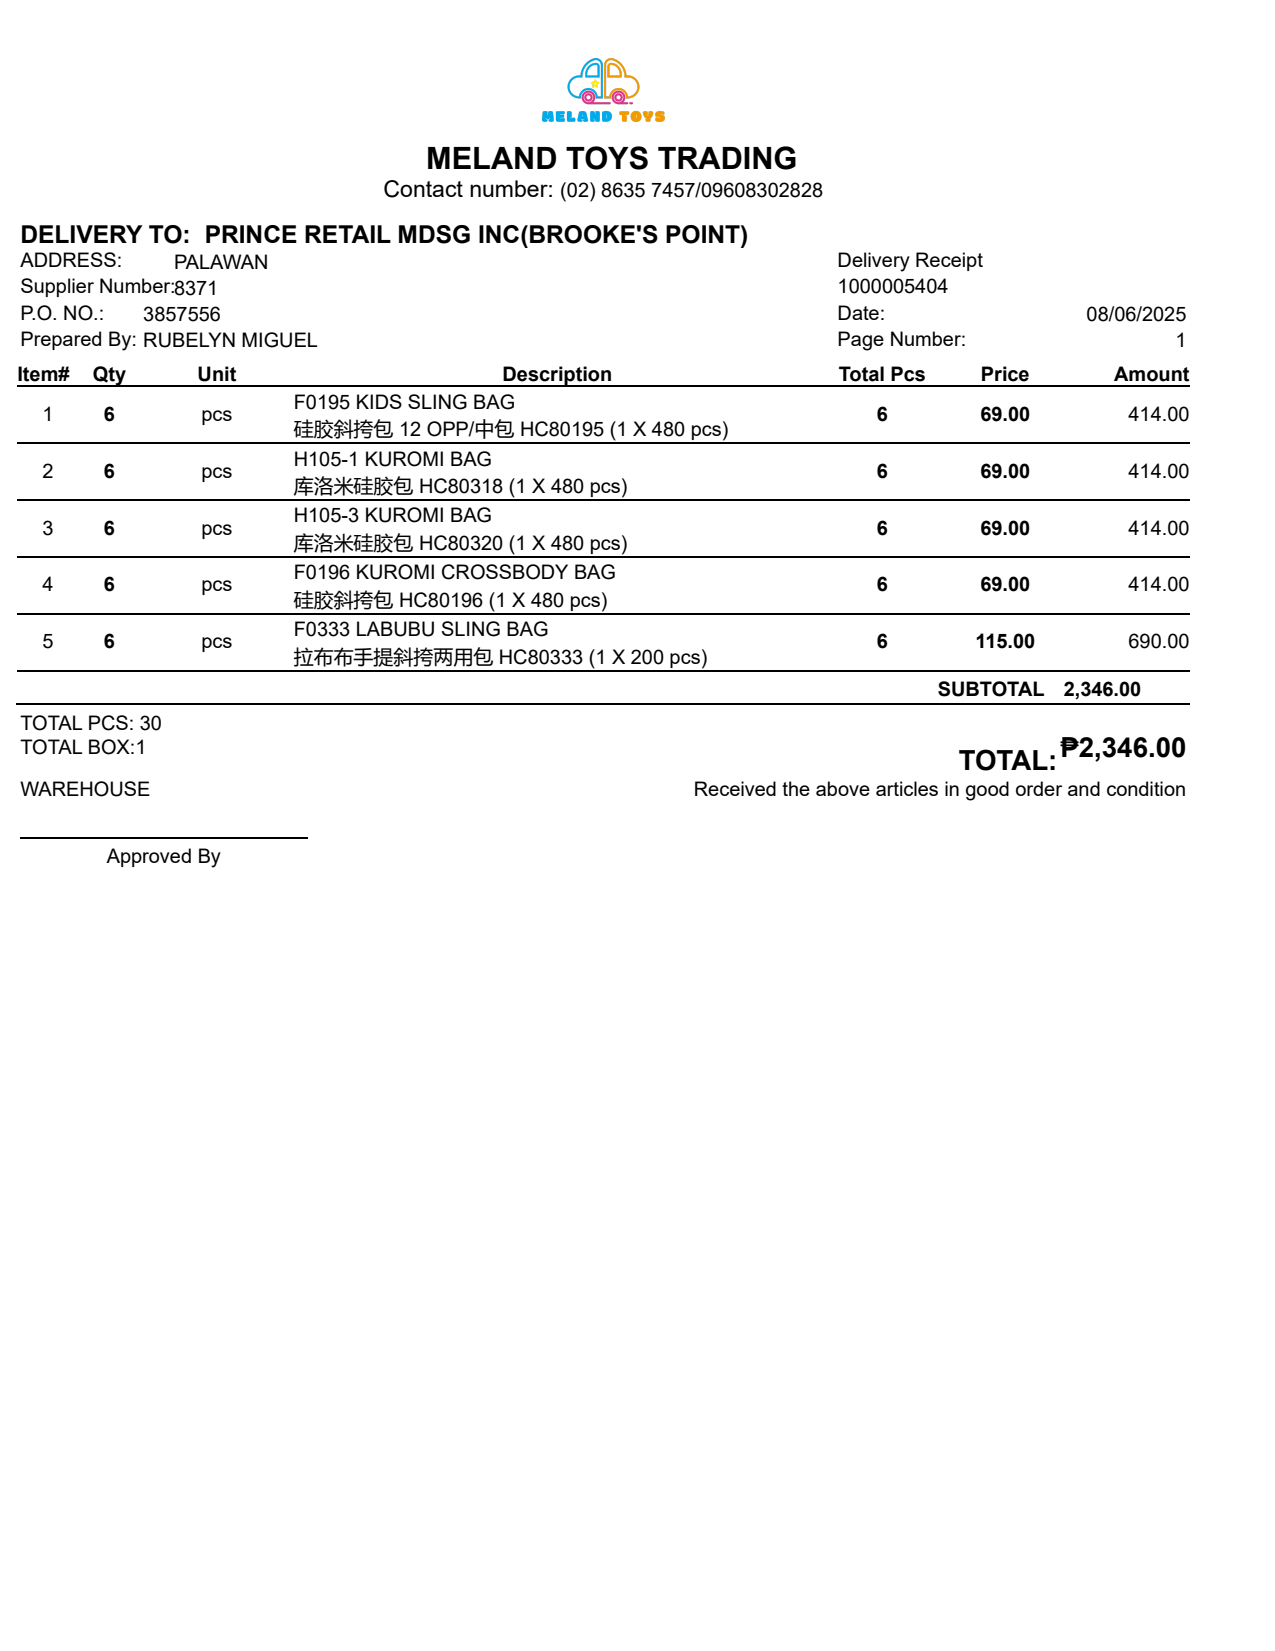 MELAND TOYS
MELAND TOYS TRADING
Contact number: (02) 8635 7457/09608302828
DELIVERY TO: PRINCE RETAIL MDSG INC(BROOKE'S POINT)
ADDRESS: PALAWAN Delivery Receipt
Supplier Number:8371 1000005404
P.O. NO.: 3857556 Date: 08/06/2025
Prepared By: RUBELYN MIGUEL Page Number: 1
Item# Qty Unit Description Total Pcs Price Amount
1 6 pcs F0195 KIDS SLING BAG 6 69.00 414.00
硅胶斜挎包 12 OPP/中包 HC80195 (1 X 480 pcs)
2 6 pcs H105-1 KUROMI BAG 6 69.00 414.00
库洛米硅胶包 HC80318 (1 X 480 pcs)
3 6 pcs H105-3 KUROMI BAG 6 69.00 414.00
库洛米硅胶包 HC80320 (1 X 480 pcs)
4 6 pcs F0196 KUROMI CROSSBODY BAG 6 69.00 414.00
硅胶斜挎包 HC80196 (1 X 480 pcs)
5 6 pcs F0333 LABUBU SLING BAG 6 115.00 690.00
拉布布手提斜挎两用包 HC80333 (1 X 200 pcs)
SUBTOTAL 2,346.00
TOTAL PCS: 30
TOTAL BOX:1 TOTAL: ₱2,346.00
WAREHOUSE Received the above articles in good order and condition
Approved By